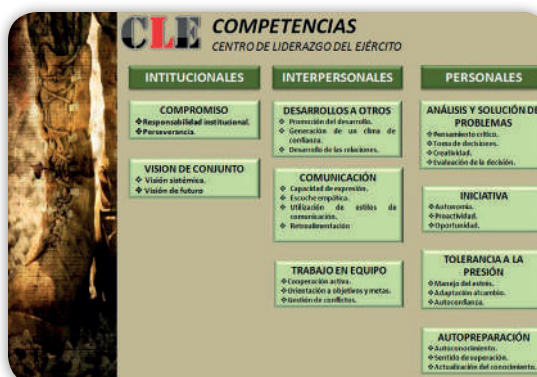 CLE COMPETENCIAS
CENTRO DE LIDERAZGO DEL EJÉRCITO
INTITUCIONALES
COMPROMISO
❖Responsabilidad institucional.
❖Perseverancia.
VISION DE CONJUNTO
❖ Visión sistémica.
❖ Visión de futuro
INTERPERSONALES
DESARROLLOS A OTROS
❖ Promoción del desarrollo.
❖ Generación de un clima de
confianza.
❖ Desarrollo de las relaciones.
COMUNICACIÓN
❖ Capacidad de expresión.
❖ Escucha empática.
❖ Utilización de estilos de
comunicación.
❖ Retroalimentación
TRABAJO EN EQUIPO
❖Cooperación activa.
❖Orientación a objetivos y metas.
❖Gestión de conflictos.
PERSONALES
ANÁLISIS Y SOLUCIÓN DE
PROBLEMAS
❖Pensamiento crítico.
❖Toma de decisiones.
❖Creatividad.
❖Evaluación de la decisión.
INICIATIVA
❖Autonomía.
❖Proactividad.
❖Oportunidad.
TOLERANCIA A LA
PRESIÓN
❖Manejo del estrés.
❖Adaptación al cambio.
❖Autoconfianza.
AUTOPREPARACIÓN
❖Autoconocimiento.
❖Sentido de superación.
❖Actualización del conocimiento.